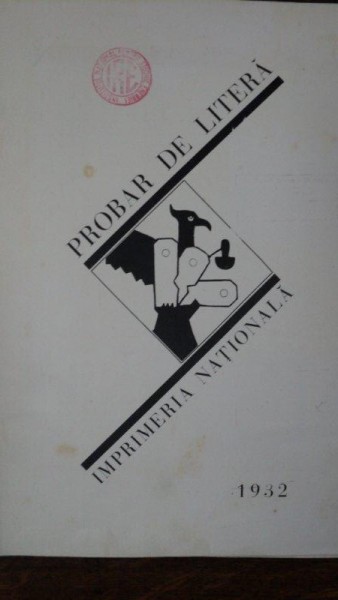 PROBAR DE LITERĂ
IMPRIMERIA NAȚIONALĂ
1932